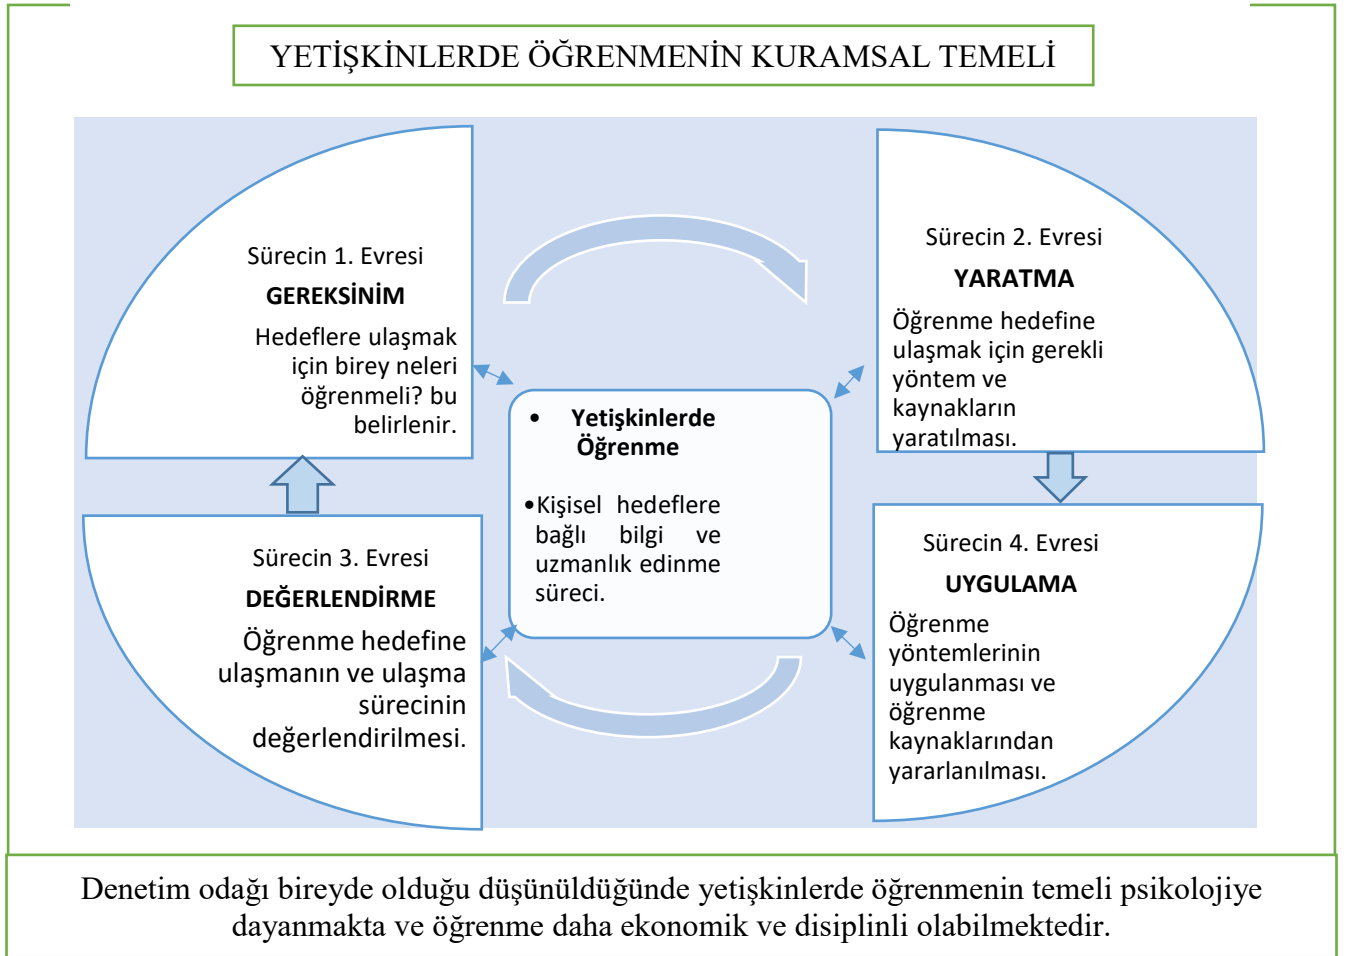 YETİŞKİNLERDE ÖĞRENMENİN KURAMSAL TEMELİ
Sürecin 1. Evresi
GEREKSİNİM
Hedeflere ulaşmak
için birey neleri
öğrenmeli? bu
belirlenir.
Sürecin 2. Evresi
YARATMA
Öğrenme hedefine
ulaşmak için gerekli
yöntem ve
kaynakların
yaratılması.
• Yetişkinlerde
Öğrenme
•Kişisel hedeflere
bağlı bilgi ve
uzmanlık edinme
süreci.
Sürecin 3. Evresi
DEĞERLENDİRME
Öğrenme hedefine
ulaşmanın ve ulaşma
sürecinin
değerlendirilmesi.
Sürecin 4. Evresi
UYGULAMA
Öğrenme
yöntemlerinin
uygulanması ve
öğrenme
kaynaklarından
yararlanılması.
Denetim odağı bireyde olduğu düşünüldüğünde yetişkinlerde öğrenmenin temeli psikolojiye
dayanmakta ve öğrenme daha ekonomik ve disiplinli olabilmektedir.